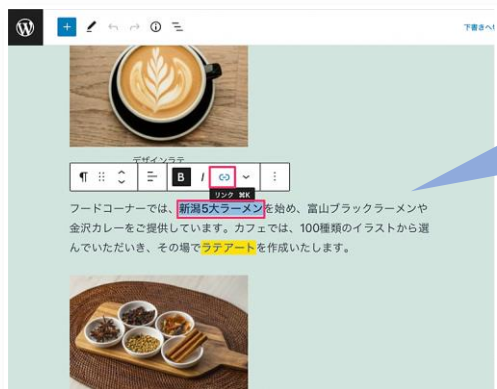 下書きへ
デザインラテ
B I
リンク ⌘K
フードコーナーでは、新潟5大ラーメンを始め、富山ブラックラーメンや
金沢カレーをご提供しています。カフェでは、100種類のイラストから選
んでいただき、その場でラテアートを作成いたします。